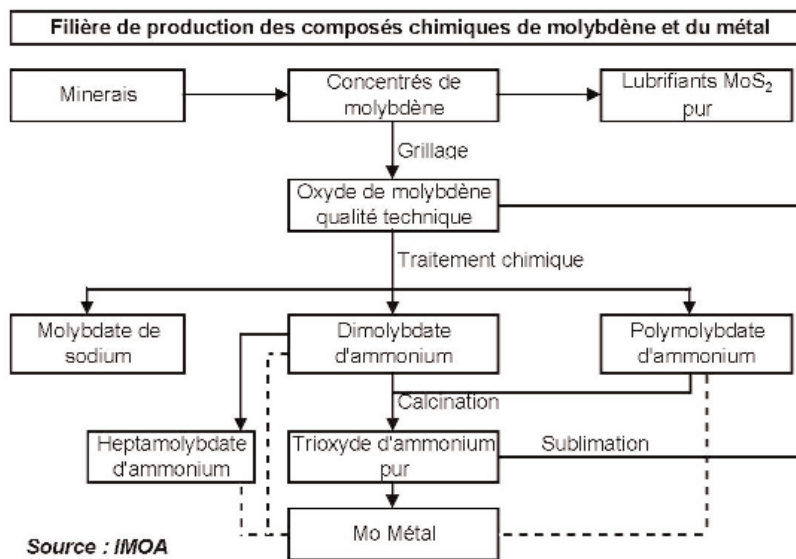 Filière de production des composés chimiques de molybdène et du métal
Minerais
Concentrés de
molybdène
Lubrifiants MoS₂
pur
Grillage
Oxyde de molybdène
qualité technique
Traitement chimique
Molybdate de
sodium
Dimolybdate
d'ammonium
Polymolybdate
d'ammonium
Calcination
Heptamolybdate
d'ammonium
Trioxyde d'ammonium
pur
Sublimation
Mo Métal
Source : IMOA